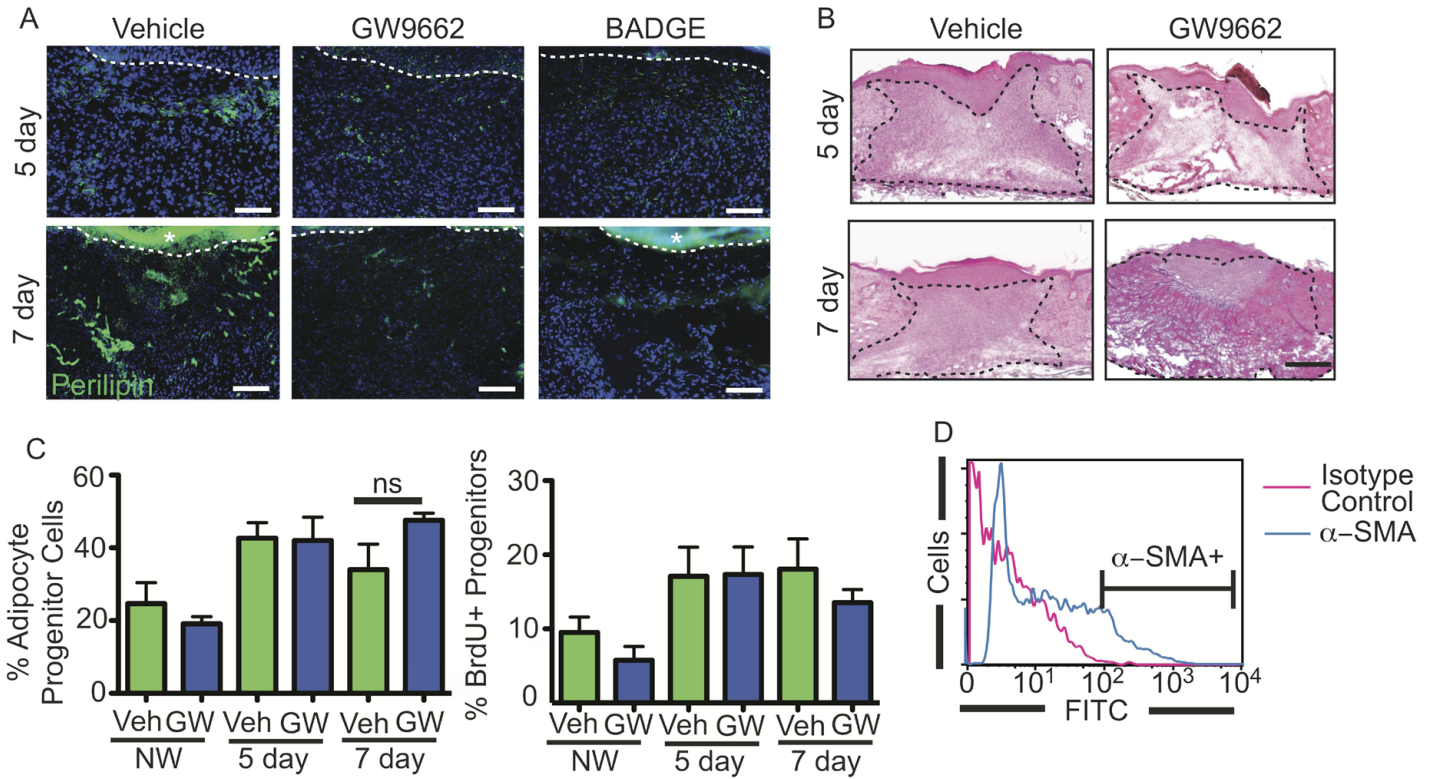 A
Vehicle
GW9662
BADGE
5 day
7 day
*
*
Perilipin
B
Vehicle
GW9662
5 day
7 day
C
% Adipocyte
Progenitor Cells
60
40
20
0
ns
Veh GW Veh GW Veh GW
NW 5 day 7 day
% BrdU+ Progenitors
30
20
10
0
Veh GW Veh GW Veh GW
NW 5 day 7 day
D
Cells
α-SMA+
0 10¹ 10² 10³ 10⁴
FITC
Isotype
Control
α-SMA